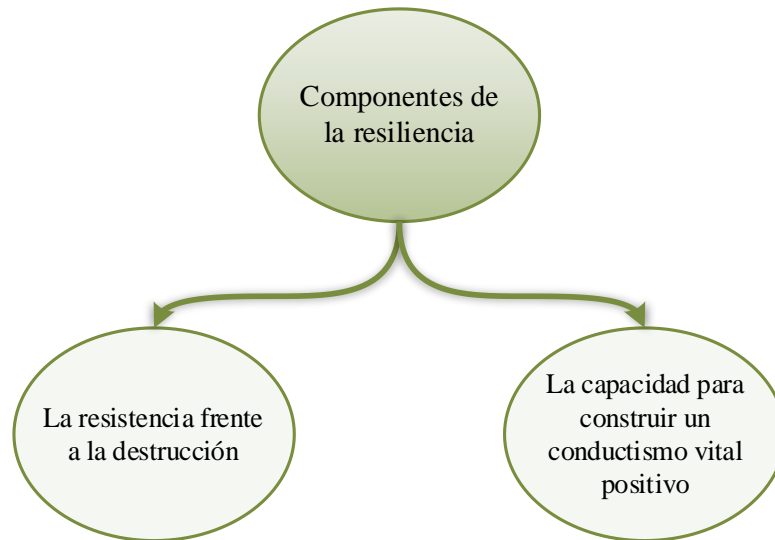 Componentes de
la resiliencia
La resistencia frente
a la destrucción
La capacidad para
construir un
conductismo vital
positivo